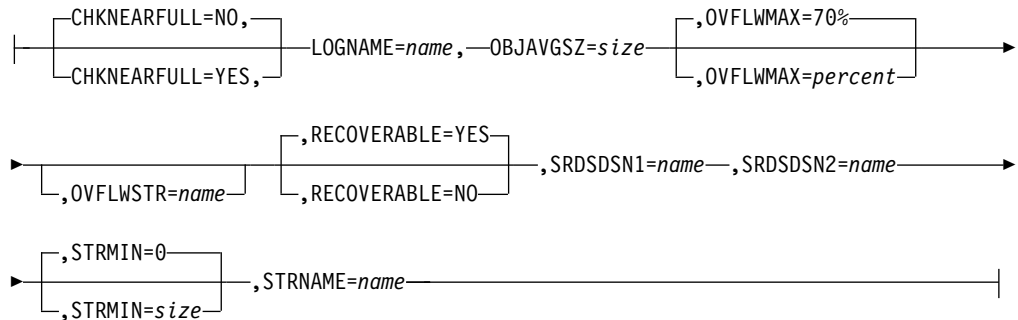 CHKNEARFULL=NO,
CHKNEARFULL=YES,
LOGNAME=name,
OBJAVGSZ=size
,OVFLWMAX=70%
,OVFLWMAX=percent
,OVFLWSTR=name
,RECOVERABLE=YES
,RECOVERABLE=NO
,SRDSDSN1=name
,SRDSDSN2=name
,STRMIN=0
,STRMIN=size
,STRNAME=name